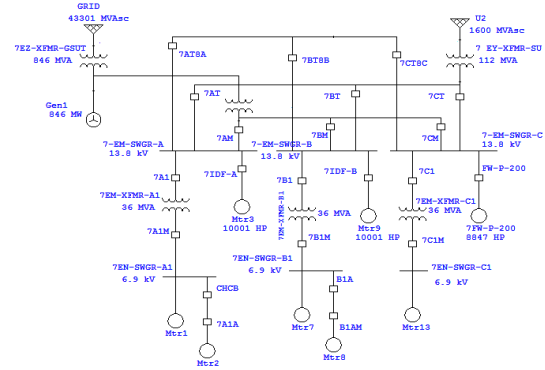 GRID
43301 MVAsc
U2
1600 MVAsc
7EZ-XFMR-GSUT
846 MVA
7 EY-XFMR-SU
112 MVA
7AT8A
7BT8B
7CT8C
7AT
7BT
7CT
Gen1
846 MW
7AM
7BM
7CM
7-EM-SWGR-A
13.8 kV
7-EM-SWGR-B
13.8 kV
7-EM-SWGR-C
13.8 kV
7A1
7IDF-A
7B1
7IDF-B
7C1
FW-P-200
7EM-XFMR-A1
36 MVA
7EM-XFMR-B1
36 MVA
7EM-XFMR-C1
36 MVA
Mtr3
10001 HP
Mtr9
10001 HP
7FW-P-200
8847 HP
7A1M
7B1M
7C1M
7EN-SWGR-A1
6.9 kV
7EN-SWGR-B1
6.9 kV
7EN-SWGR-C1
6.9 kV
CHCB
B1A
7A1A
B1AM
Mtr1
Mtr2
Mtr7
Mtr8
Mtr13